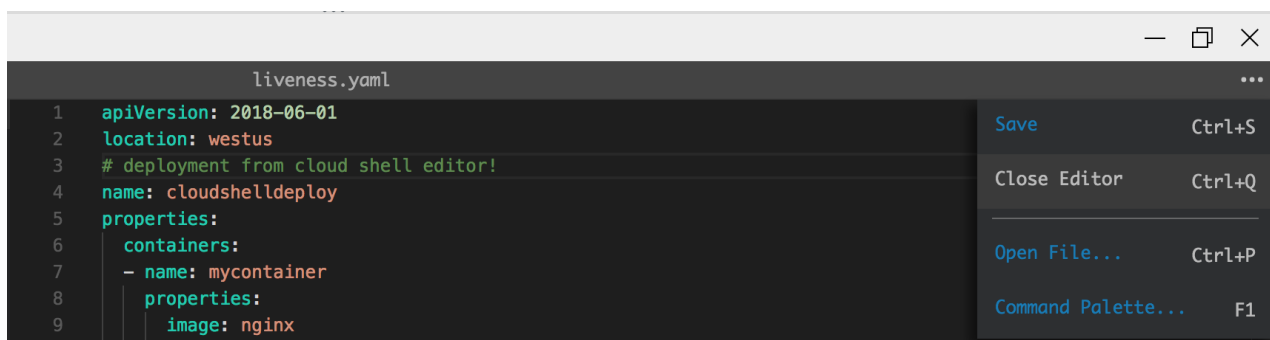 liveness.yaml
1 apiVersion: 2018-06-01
2 location: westus
3 # deployment from cloud shell editor!
4 name: cloudshelldeploy
5 properties:
6 containers:
7 - name: mycontainer
8 properties:
9 image: nginx
Save Ctrl+S
Close Editor Ctrl+Q
Open File... Ctrl+P
Command Palette... F1